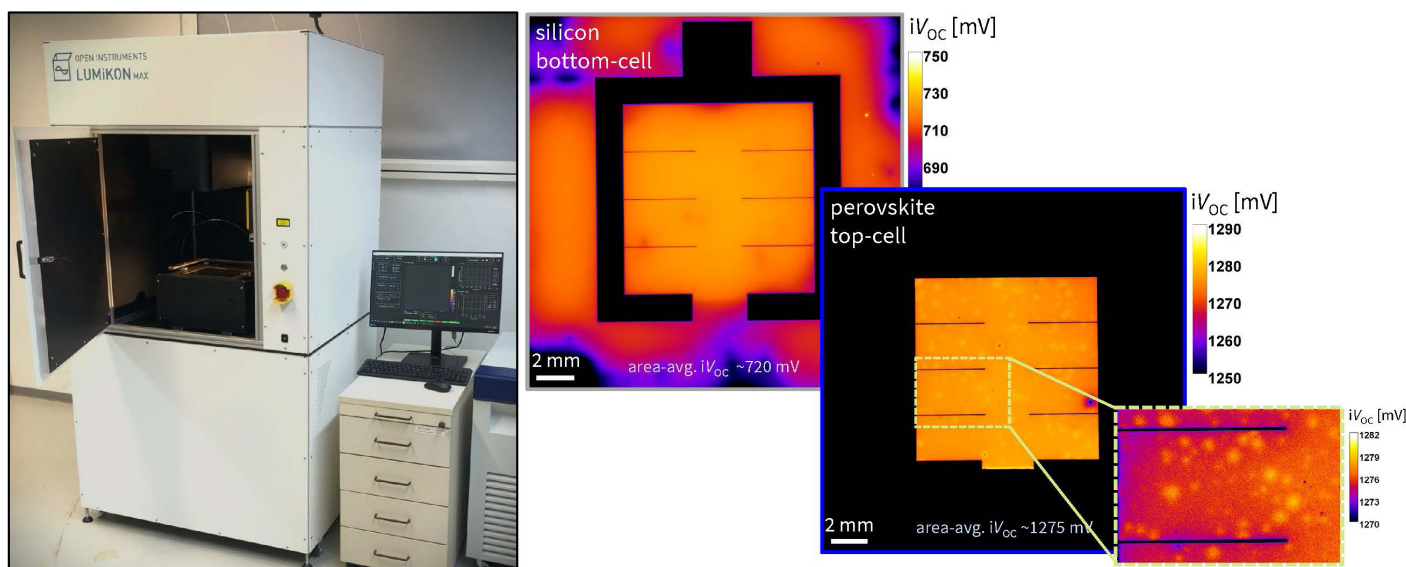 OPEN INSTRUMENTS
LUMiKON MAX
silicon
bottom-cell
2 mm
area-avg. iVOC ~720 mV
iVOC [mV]
750
730
710
690
perovskite
top-cell
2 mm
area-avg. iVOC ~1275 mV
iVOC [mV]
1290
1280
1270
1260
1250
iVOC [mV]
1282
1279
1276
1273
1270